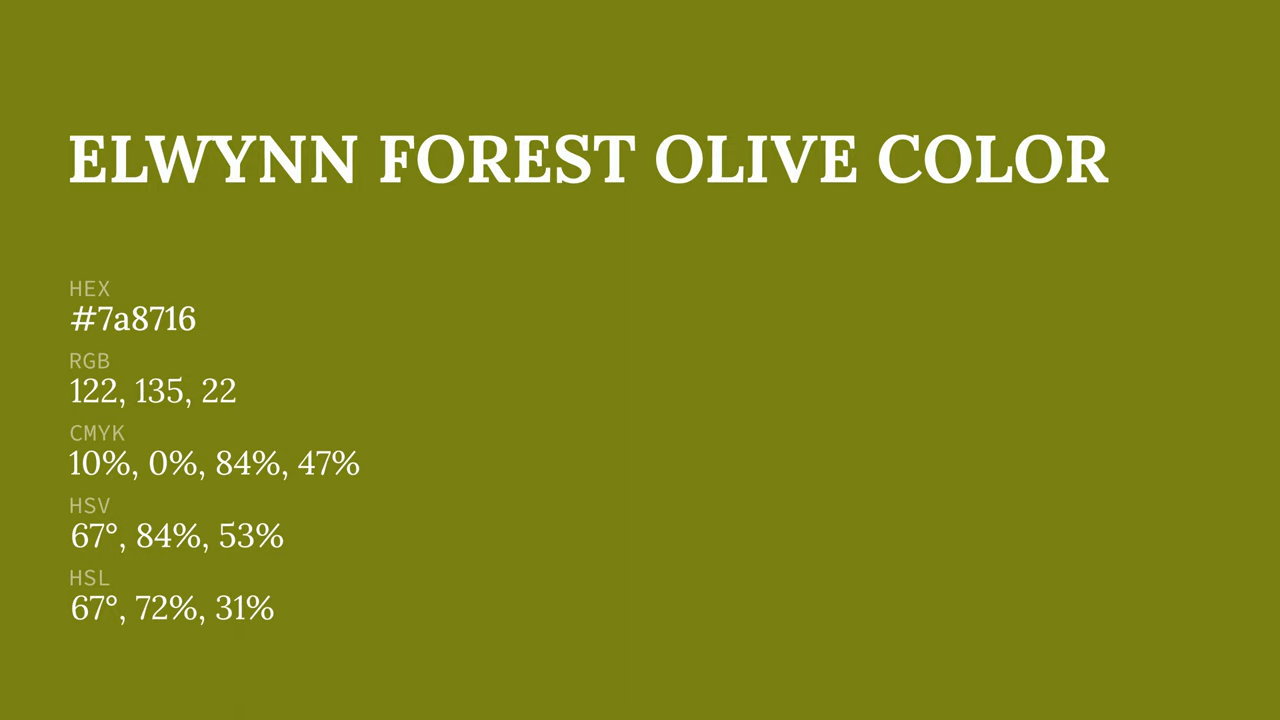 ELWYNN FOREST OLIVE COLOR
HEX
#7a8716
RGB
122, 135, 22
CMYK
10%, 0%, 84%, 47%
HSV
67°, 84%, 53%
HSL
67°, 72%, 31%